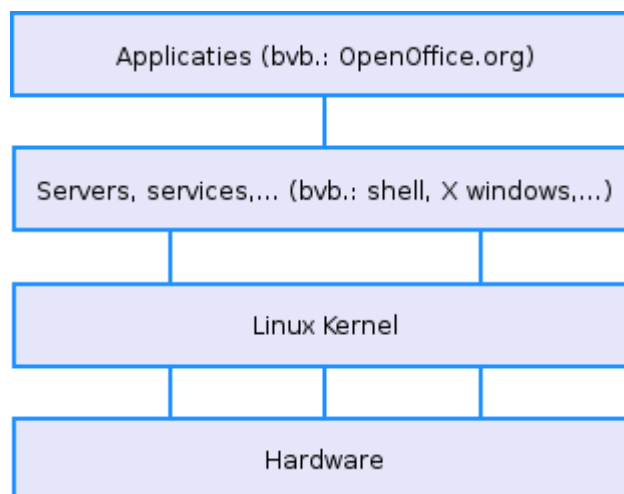 Applicaties (bvb.: OpenOffice.org)
Servers, services,... (bvb.: shell, X windows,...)
Linux Kernel
Hardware